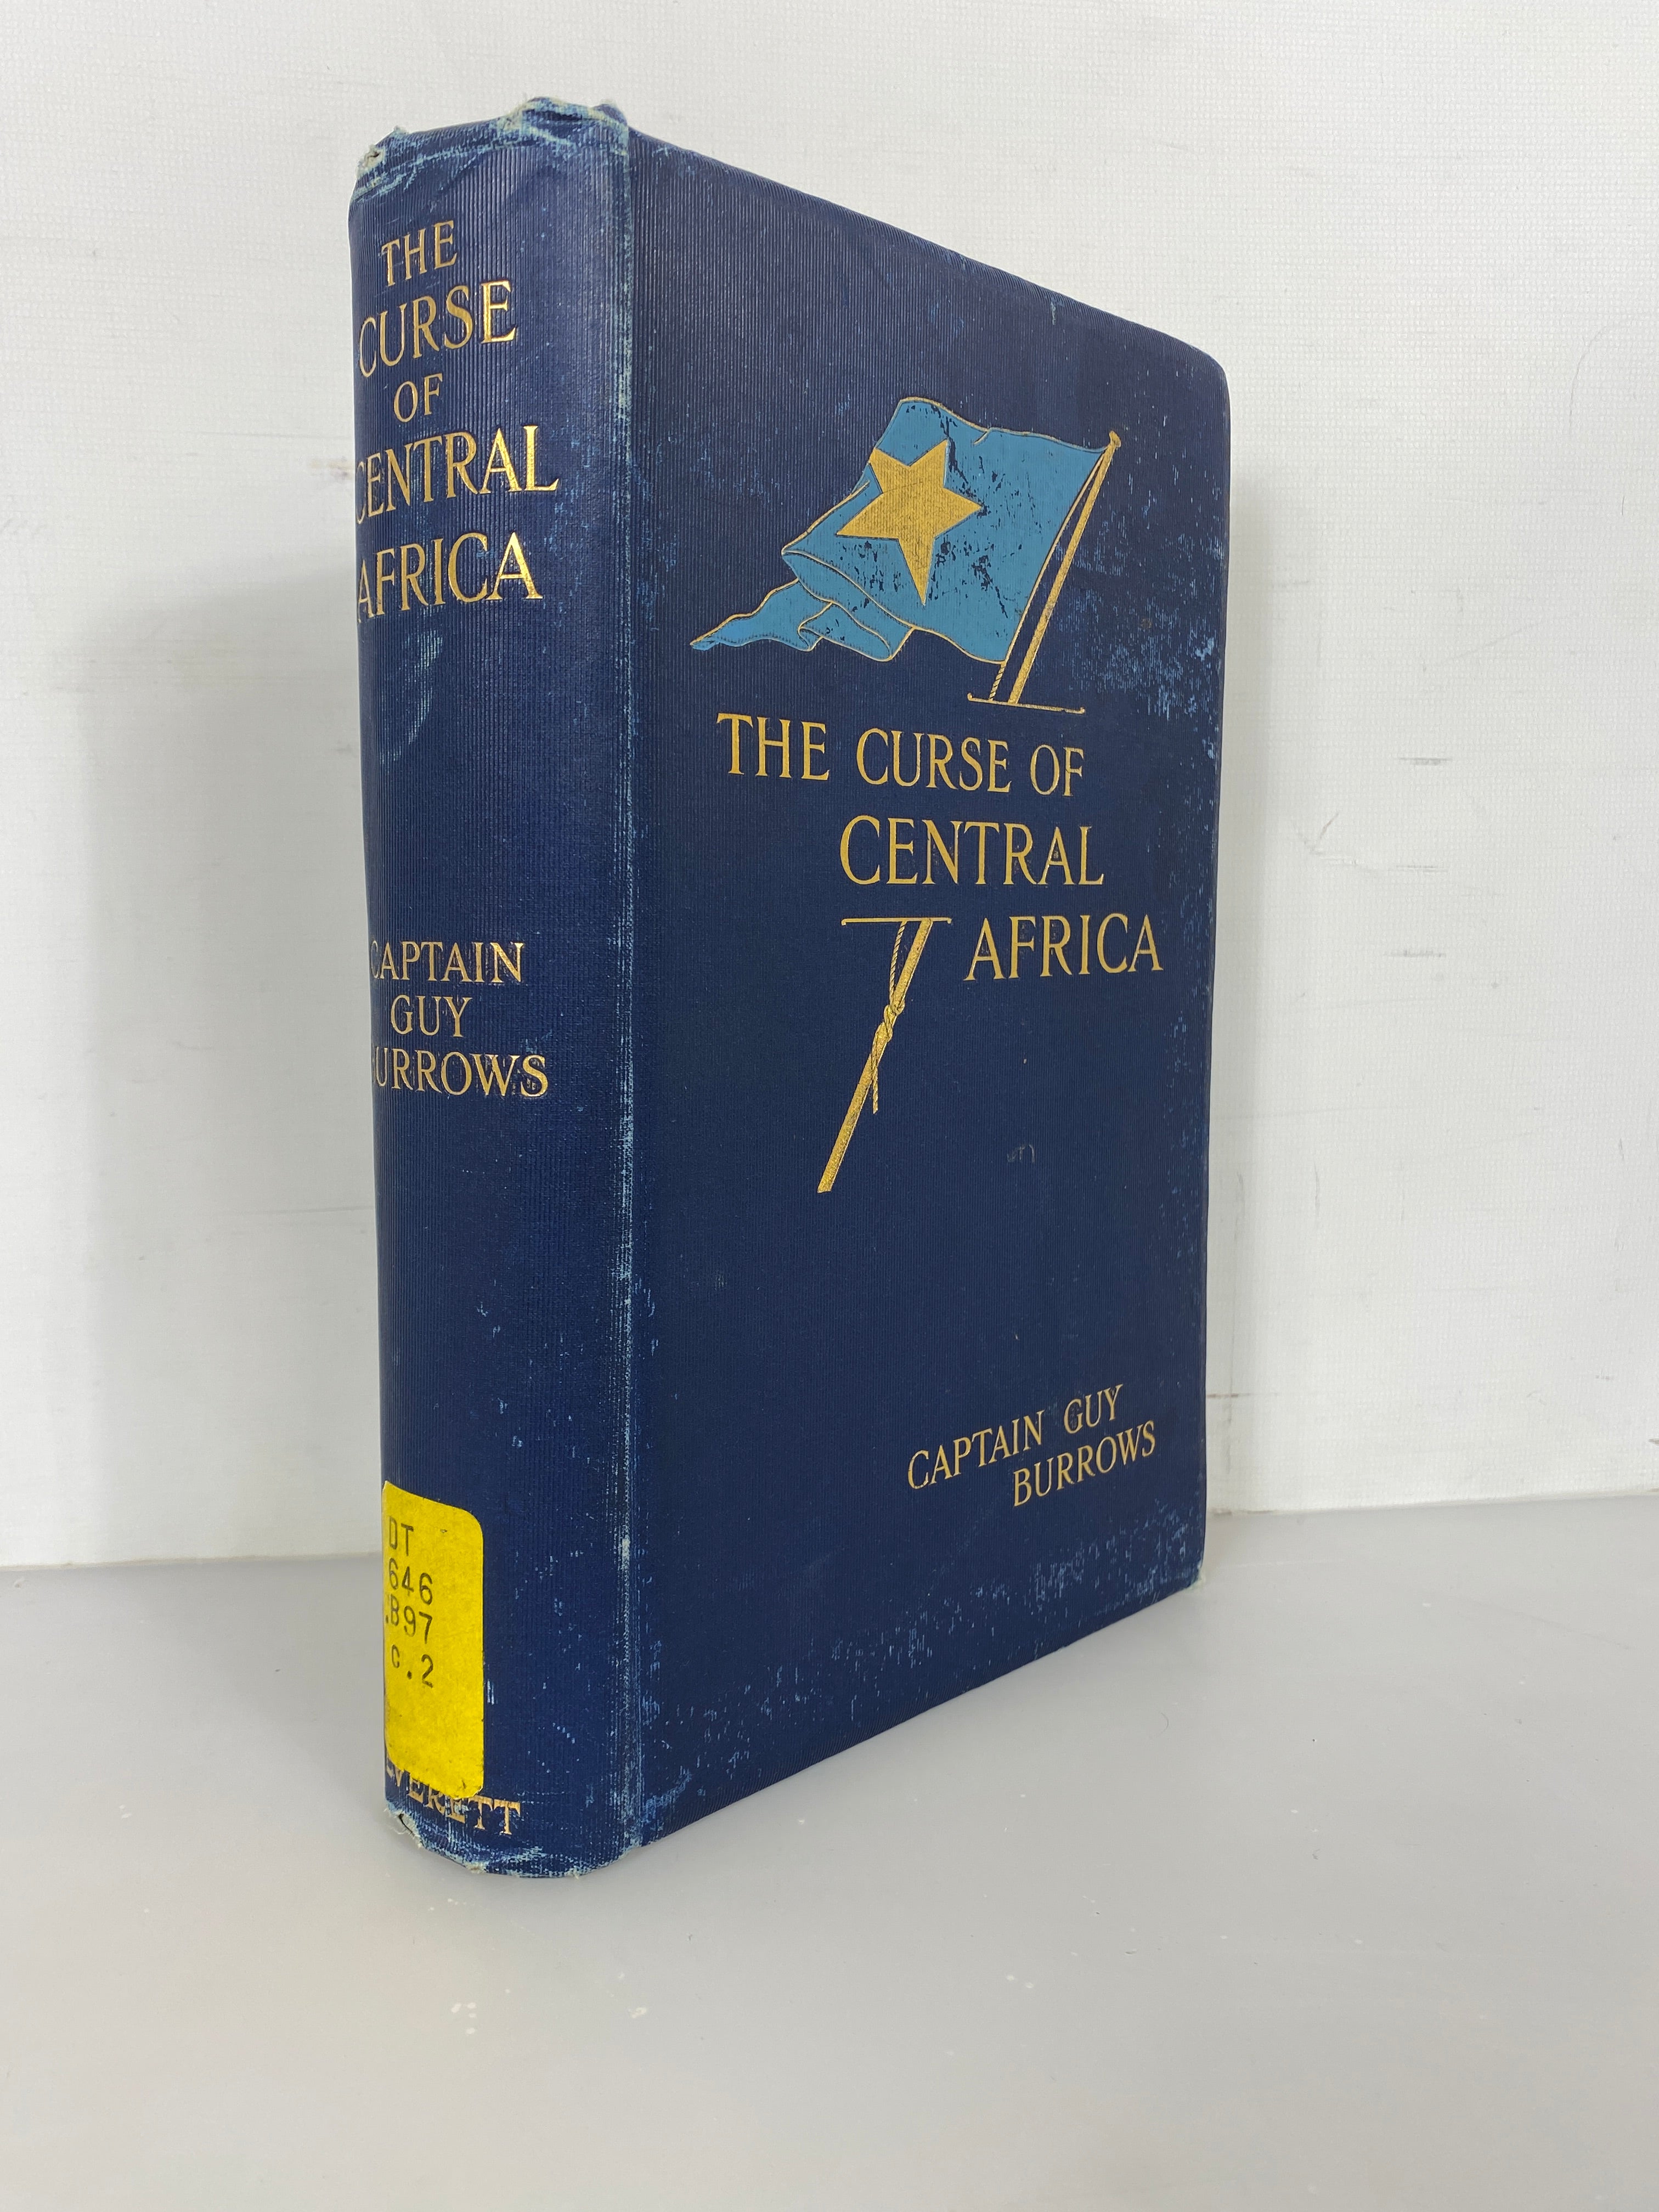 THE
CURSE
OF
CENTRAL
AFRICA
CAPTAIN
GUY
BURROWS
DT
646
.B97
c.2
EVERETT
THE CURSE OF
CENTRAL
AFRICA
CAPTAIN GUY
BURROWS